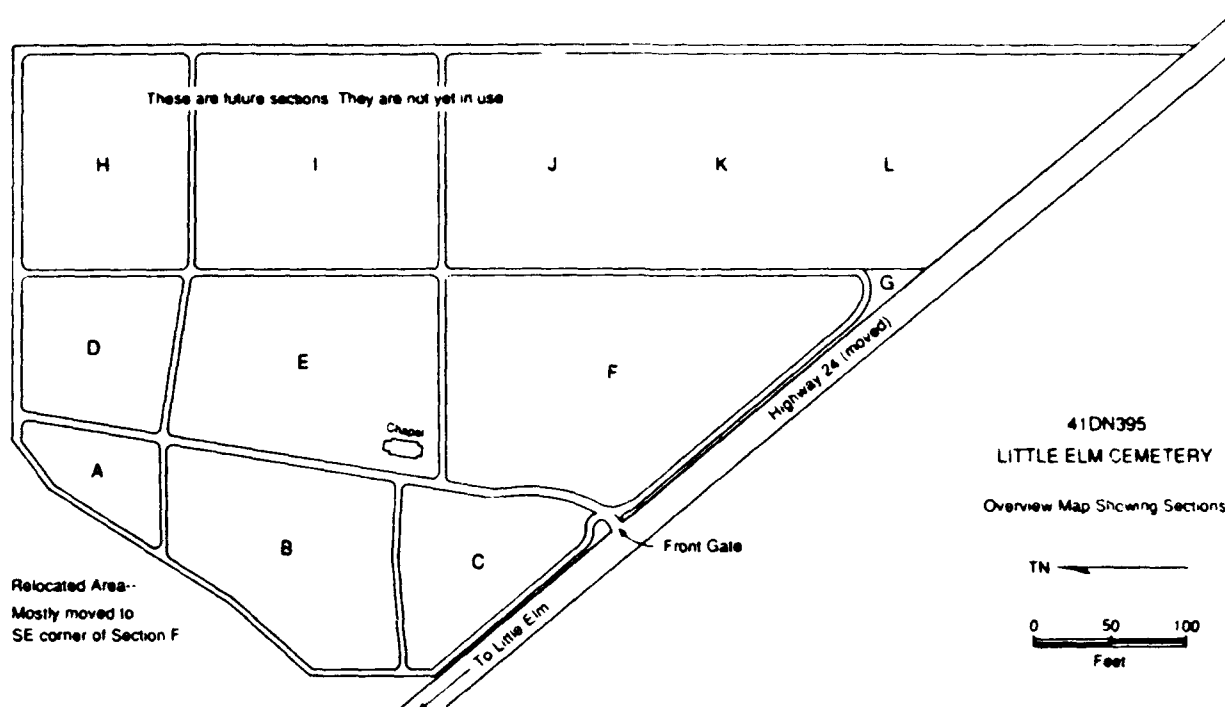 These are future sections. They are not yet in use
H
I
J
K
L
G
D
E
F
Highway 24 (moved)
Chapel
41DN395
LITTLE ELM CEMETERY
A
Overview Map Showing Sections
B
C
Front Gate
TN
Relocated Area--
Mostly moved to
SE corner of Section F
To Little Elm
0 50 100
Feet